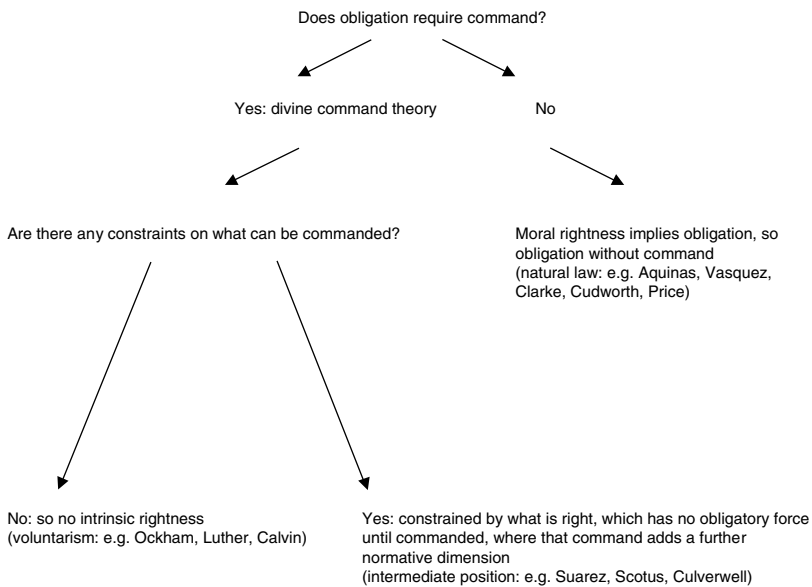 Does obligation require command?
Yes: divine command theory
No
Are there any constraints on what can be commanded?
Moral rightness implies obligation, so
obligation without command
(natural law: e.g. Aquinas, Vasquez,
Clarke, Cudworth, Price)
No: so no intrinsic rightness
(voluntarism: e.g. Ockham, Luther, Calvin)
Yes: constrained by what is right, which has no obligatory force
until commanded, where that command adds a further
normative dimension
(intermediate position: e.g. Suarez, Scotus, Culverwell)